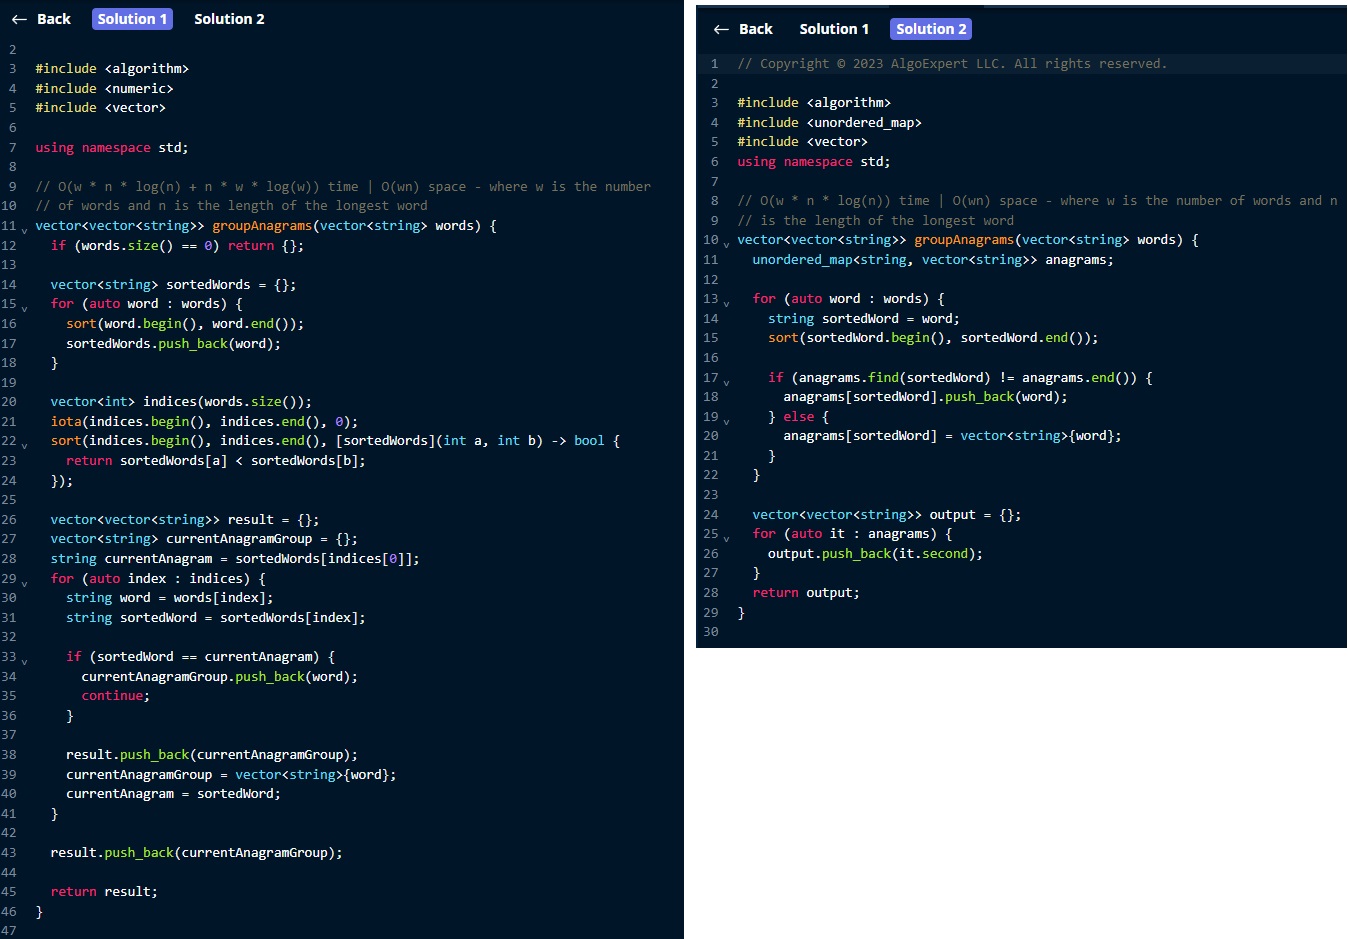 ← Back Solution 1 Solution 2
2
3 #include <algorithm>
4 #include <numeric>
5 #include <vector>
6
7 using namespace std;
8
9 // O(w * n * log(n) + n * w * log(w)) time | O(wn) space - where w is the number
10 // of words and n is the length of the longest word
11 vector<vector<string>> groupAnagrams(vector<string> words) {
12   if (words.size() == 0) return {};
13
14   vector<string> sortedWords = {};
15   for (auto word : words) {
16     sort(word.begin(), word.end());
17     sortedWords.push_back(word);
18   }
19
20   vector<int> indices(words.size());
21   iota(indices.begin(), indices.end(), 0);
22   sort(indices.begin(), indices.end(), [sortedWords](int a, int b) -> bool {
23     return sortedWords[a] < sortedWords[b];
24   });
25
26   vector<vector<string>> result = {};
27   vector<string> currentAnagramGroup = {};
28   string currentAnagram = sortedWords[indices[0]];
29   for (auto index : indices) {
30     string word = words[index];
31     string sortedWord = sortedWords[index];
32
33     if (sortedWord == currentAnagram) {
34       currentAnagramGroup.push_back(word);
35       continue;
36     }
37
38     result.push_back(currentAnagramGroup);
39     currentAnagramGroup = vector<string>{word};
40     currentAnagram = sortedWord;
41   }
42
43   result.push_back(currentAnagramGroup);
44
45   return result;
46 }
47
← Back Solution 1 Solution 2
1 // Copyright © 2023 AlgoExpert LLC. All rights reserved.
2
3 #include <algorithm>
4 #include <unordered_map>
5 #include <vector>
6 using namespace std;
7
8 // O(w * n * log(n)) time | O(wn) space - where w is the number of words and n
9 // is the length of the longest word
10 vector<vector<string>> groupAnagrams(vector<string> words) {
11   unordered_map<string, vector<string>> anagrams;
12
13   for (auto word : words) {
14     string sortedWord = word;
15     sort(sortedWord.begin(), sortedWord.end());
16
17     if (anagrams.find(sortedWord) != anagrams.end()) {
18       anagrams[sortedWord].push_back(word);
19     } else {
20       anagrams[sortedWord] = vector<string>{word};
21     }
22   }
23
24   vector<vector<string>> output = {};
25   for (auto it : anagrams) {
26     output.push_back(it.second);
27   }
28   return output;
29 }
30